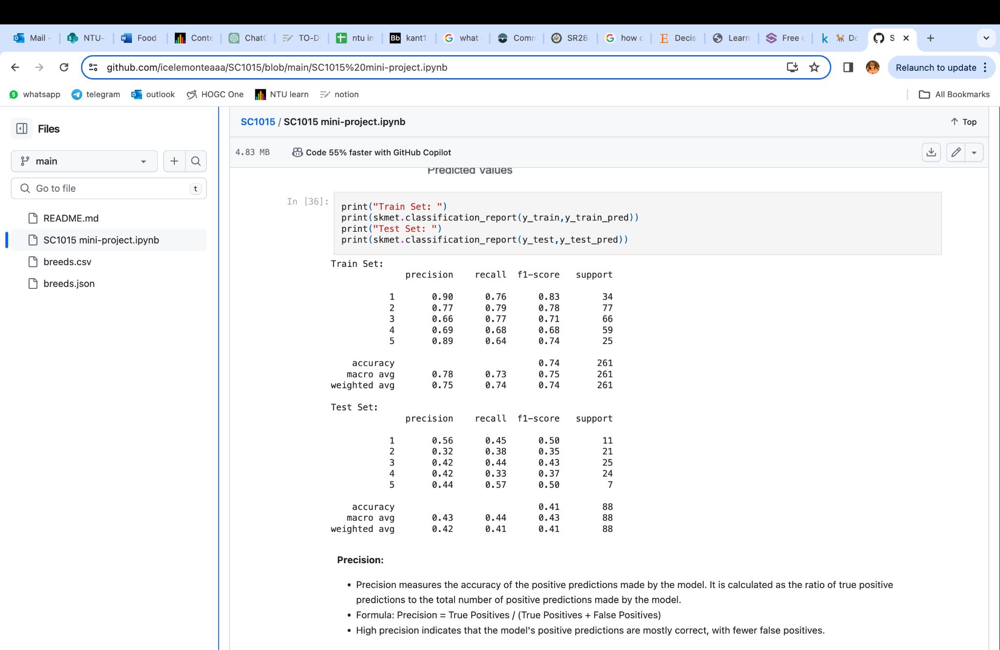 Mail -
NTU-
Food
Conte
ChatG
TO-D
ntu in
Bb kant1
what
Comn
SR28
how c
Decis
Learn
Free c
Do
S
github.com/icelemonteaaa/SC1015/blob/main/SC1015%20mini-project.ipynb
Relaunch to update
5 whatsapp
telegram
outlook
HOGC One
NTU learn
notion
All Bookmarks
Files
main
Go to file
t
README.md
SC1015 mini-project.ipynb
breeds.csv
breeds.json
SC1015 / SC1015 mini-project.ipynb
Top
4.83 MB
Code 55% faster with GitHub Copilot
Predicted Values
In [36]:
print("Train Set: ")
print(skmet.classification_report(y_train,y_train_pred))
print("Test Set: ")
print(skmet.classification_report(y_test,y_test_pred))
Train Set:
precision recall f1-score support
1 0.90 0.76 0.83 34
2 0.77 0.79 0.78 77
3 0.66 0.77 0.71 66
4 0.69 0.68 0.68 59
5 0.89 0.64 0.74 25
accuracy 0.74 261
macro avg 0.78 0.73 0.75 261
weighted avg 0.75 0.74 0.74 261
Test Set:
precision recall f1-score support
1 0.56 0.45 0.50 11
2 0.32 0.38 0.35 21
3 0.42 0.44 0.43 25
4 0.42 0.33 0.37 24
5 0.44 0.57 0.50 7
accuracy 0.41 88
macro avg 0.43 0.44 0.43 88
weighted avg 0.42 0.41 0.41 88
Precision:
• Precision measures the accuracy of the positive predictions made by the model. It is calculated as the ratio of true positive
predictions to the total number of positive predictions made by the model.
• Formula: Precision = True Positives / (True Positives + False Positives)
• High precision indicates that the model's positive predictions are mostly correct, with fewer false positives.